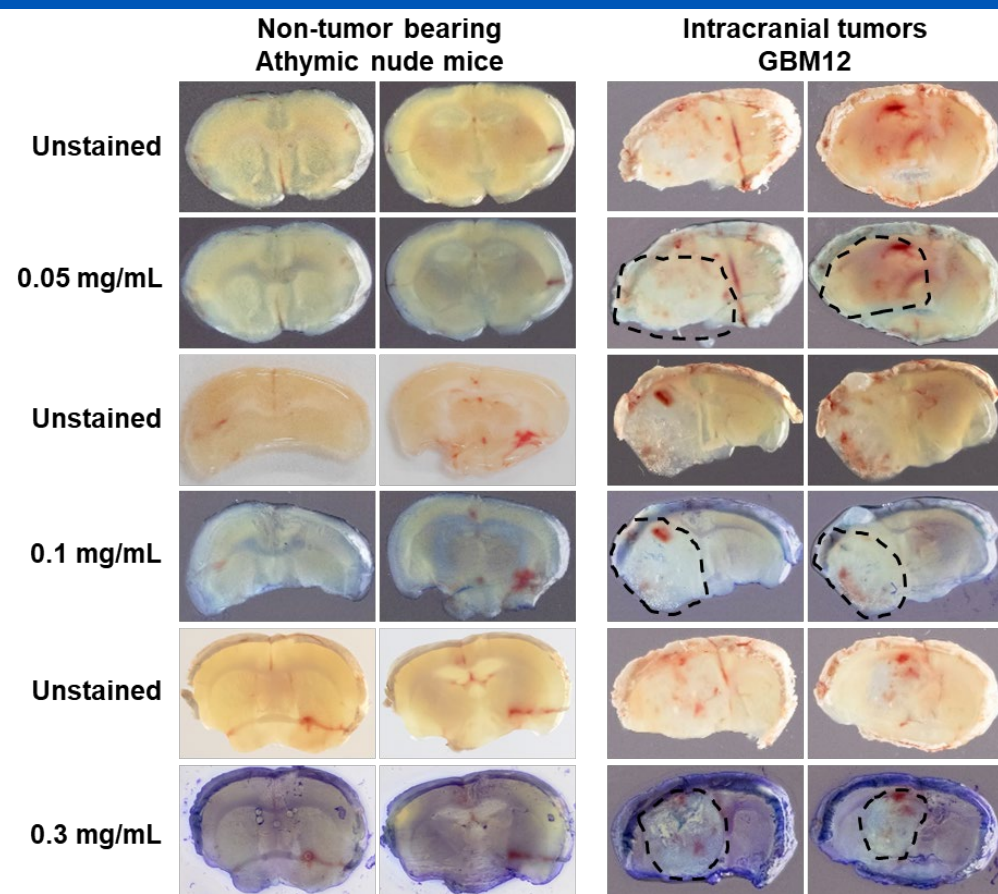 Non-tumor bearing
Athymic nude mice
Intracranial tumors
GBM12
Unstained
0.05 mg/mL
Unstained
0.1 mg/mL
Unstained
0.3 mg/mL